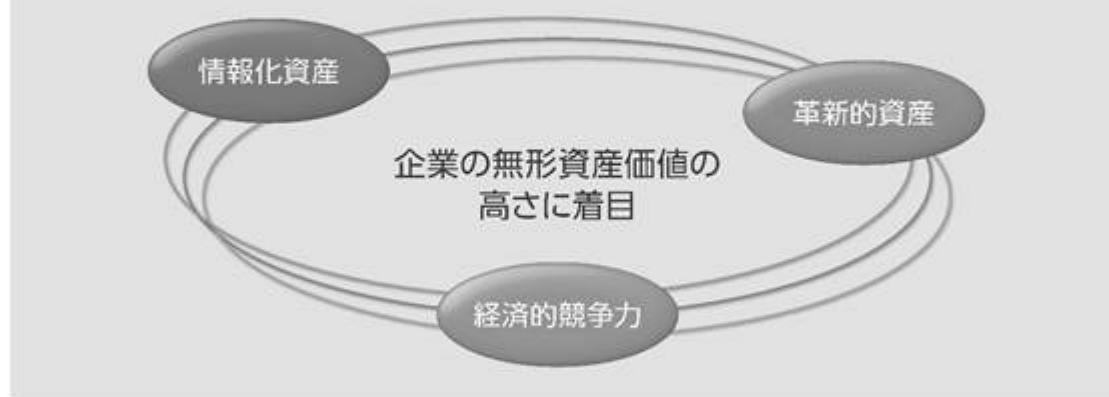 情報化資産
革新的資産
企業の無形資産価値の
高さに着目
経済的競争力